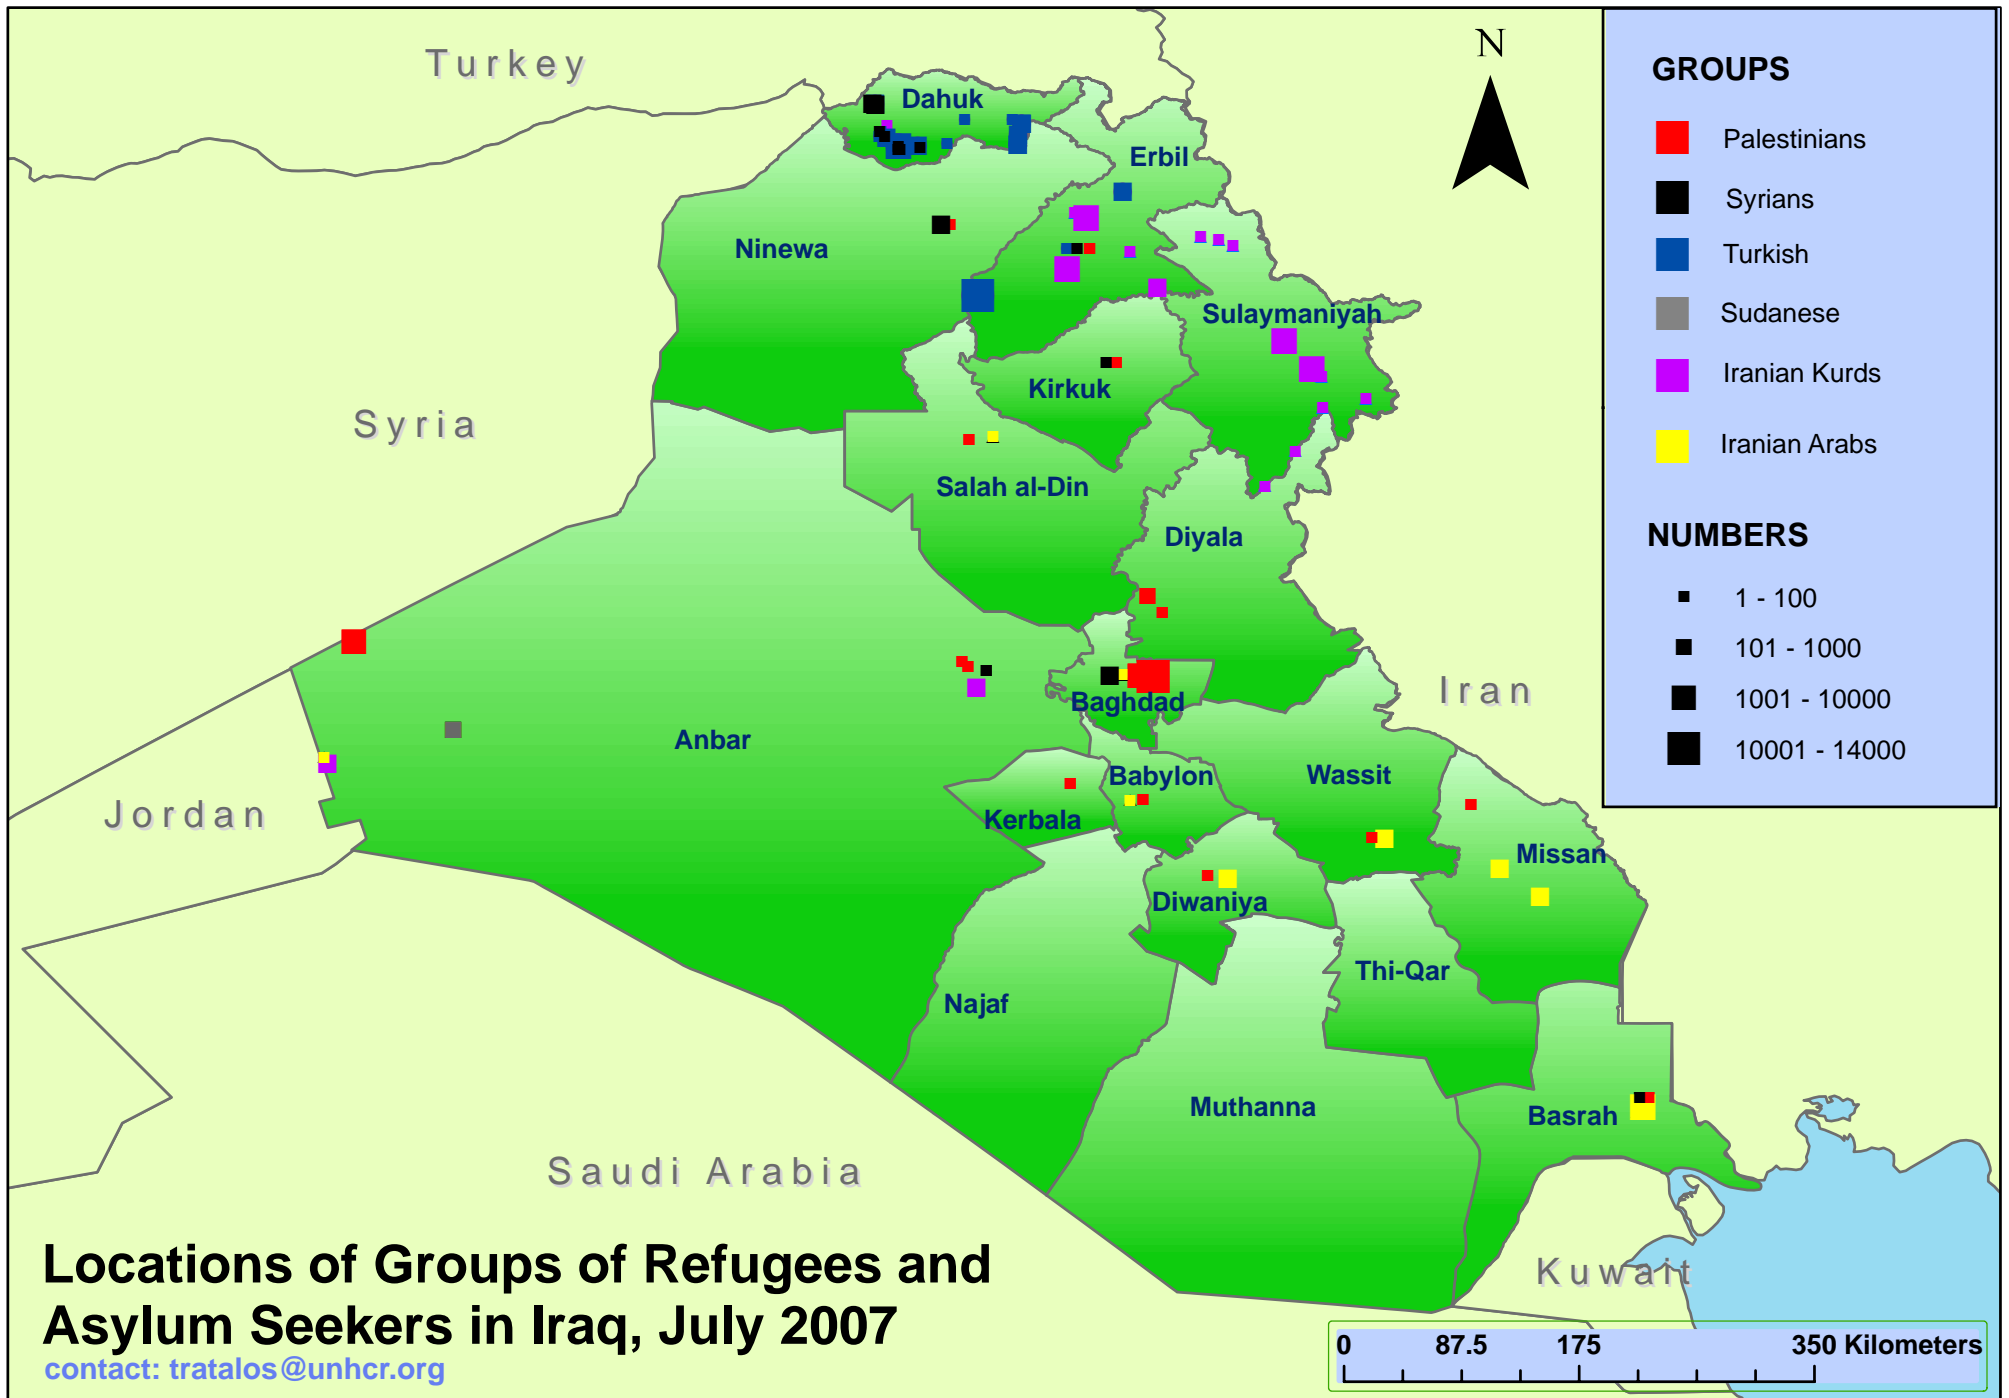 Turkey
N
Dahuk
Erbil
Ninewa
Sulaymaniyah
Kirkuk
Syria
Salah al-Din
Diyala
Iran
Baghdad
Anbar
Babylon
Wassit
Jordan
Kerbala
Missan
Diwaniya
Thi-Qar
Najaf
Muthanna
Basrah
Saudi Arabia
Kuwait
GROUPS
Palestinians
Syrians
Turkish
Sudanese
Iranian Kurds
Iranian Arabs
NUMBERS
1 - 100
101 - 1000
1001 - 10000
10001 - 14000
Locations of Groups of Refugees and
Asylum Seekers in Iraq, July 2007
contact: tratalos@unhcr.org
0 87.5 175 350 Kilometers